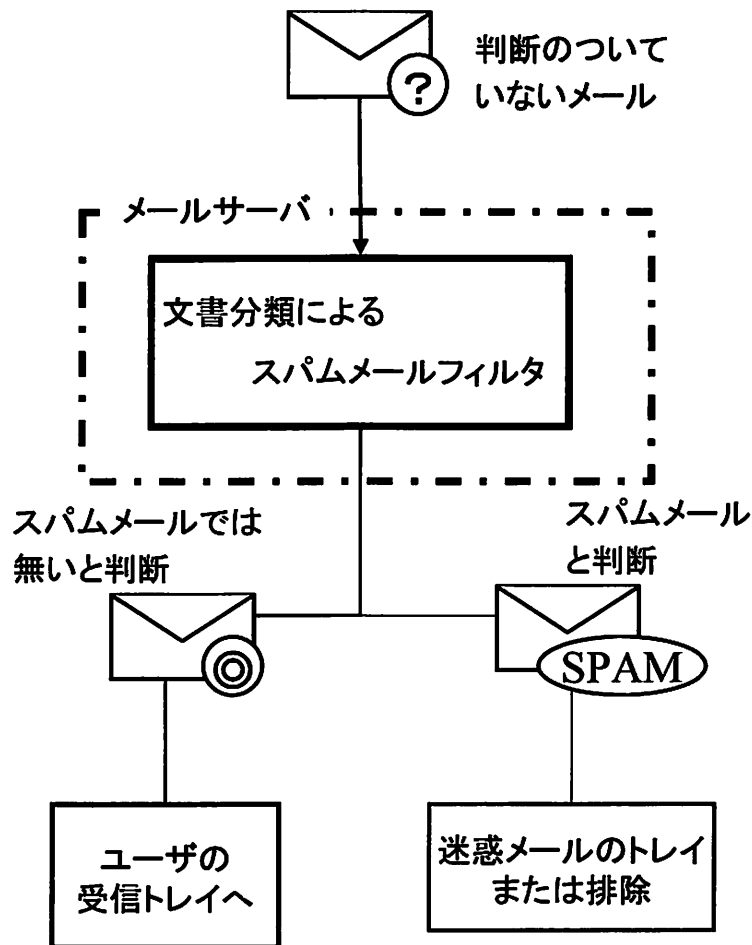 判断のついて
いないメール
?
メールサーバ
文書分類による
スパムメールフィルタ
スパムメールでは
無いと判断
スパムメール
と判断
SPAM
ユーザの
受信トレイへ
迷惑メールのトレイ
または排除